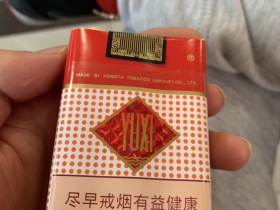 ®
MADE BY HONGTA TOBACCO (GROUP) CO., LTD.
YUXI
尽早戒烟有益健康